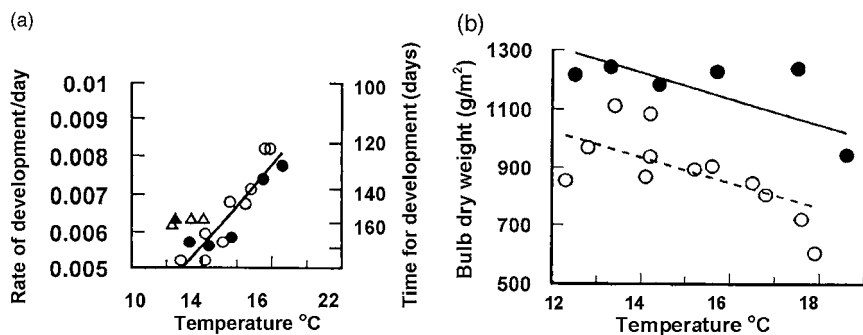 (a)
Rate of development/day
0.01
0.009
0.008
0.007
0.006
0.005
100
120
140
160
Time for development (days)
10 12 14 16 22
Temperature °C
(b)
Bulb dry weight (g/m²)
1300
1100
900
700
500
12 14 16 18
Temperature °C